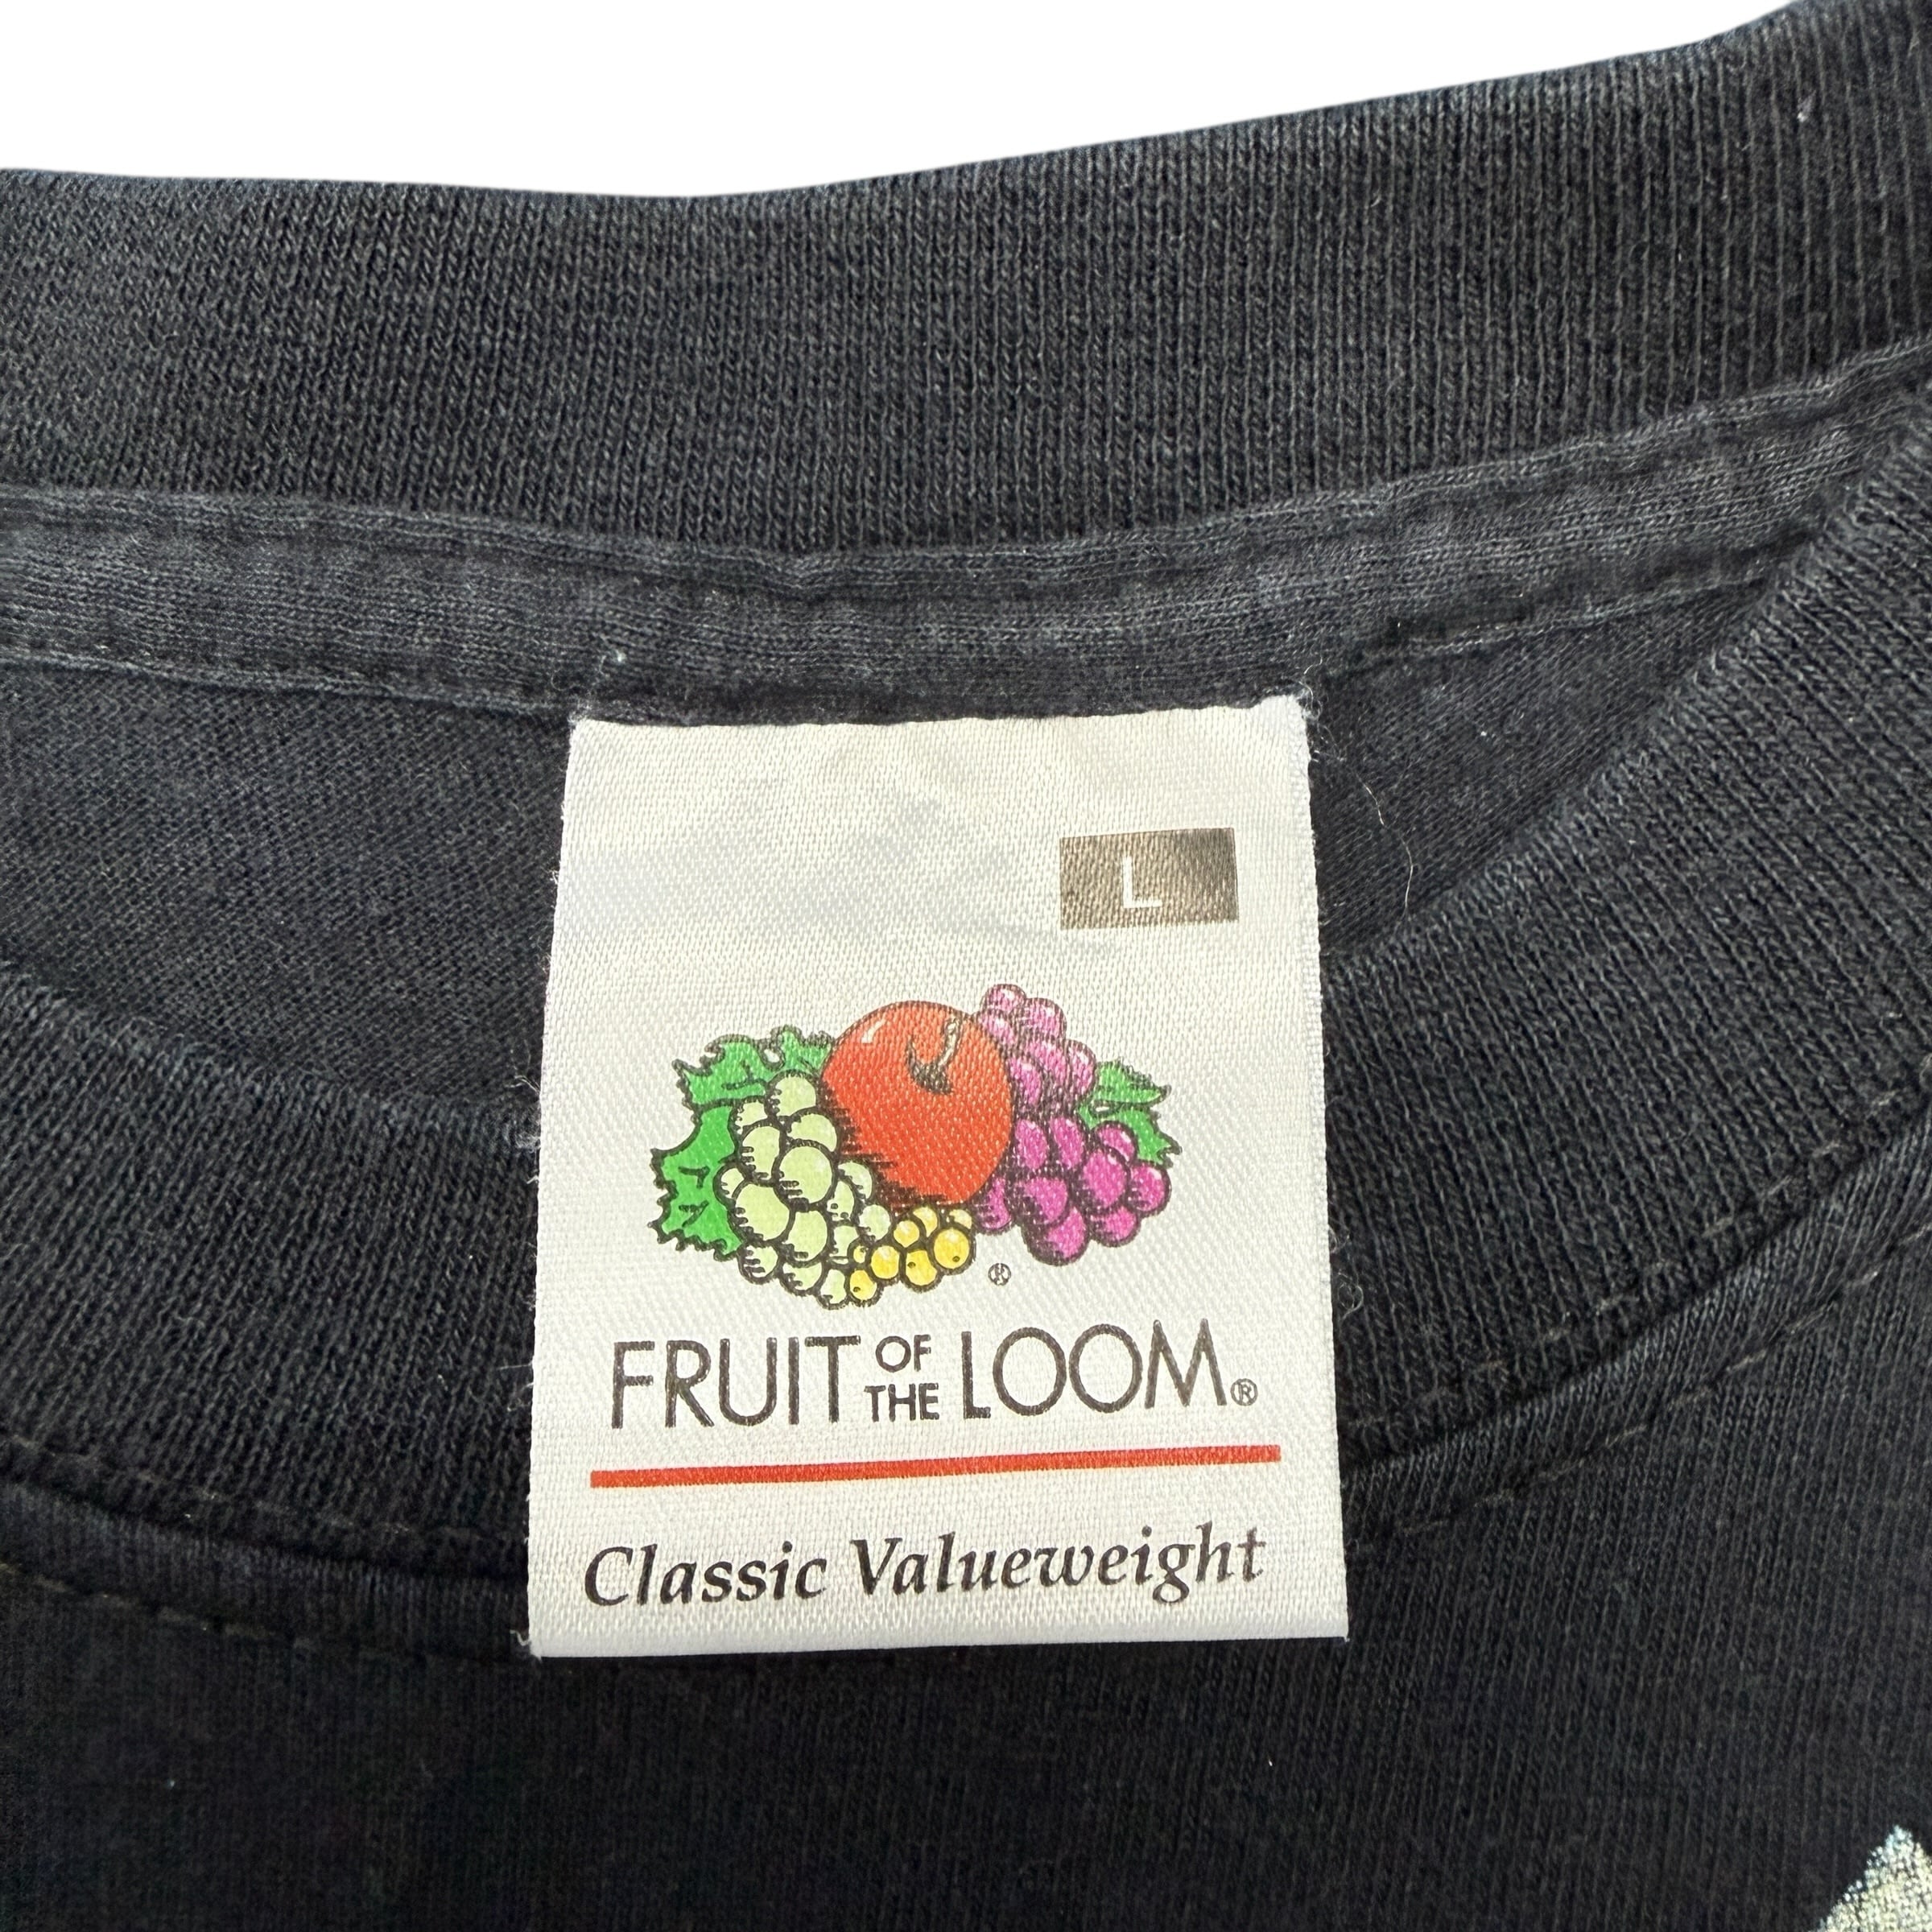 L
®
FRUIT OF THE LOOM®
Classic Valueweight